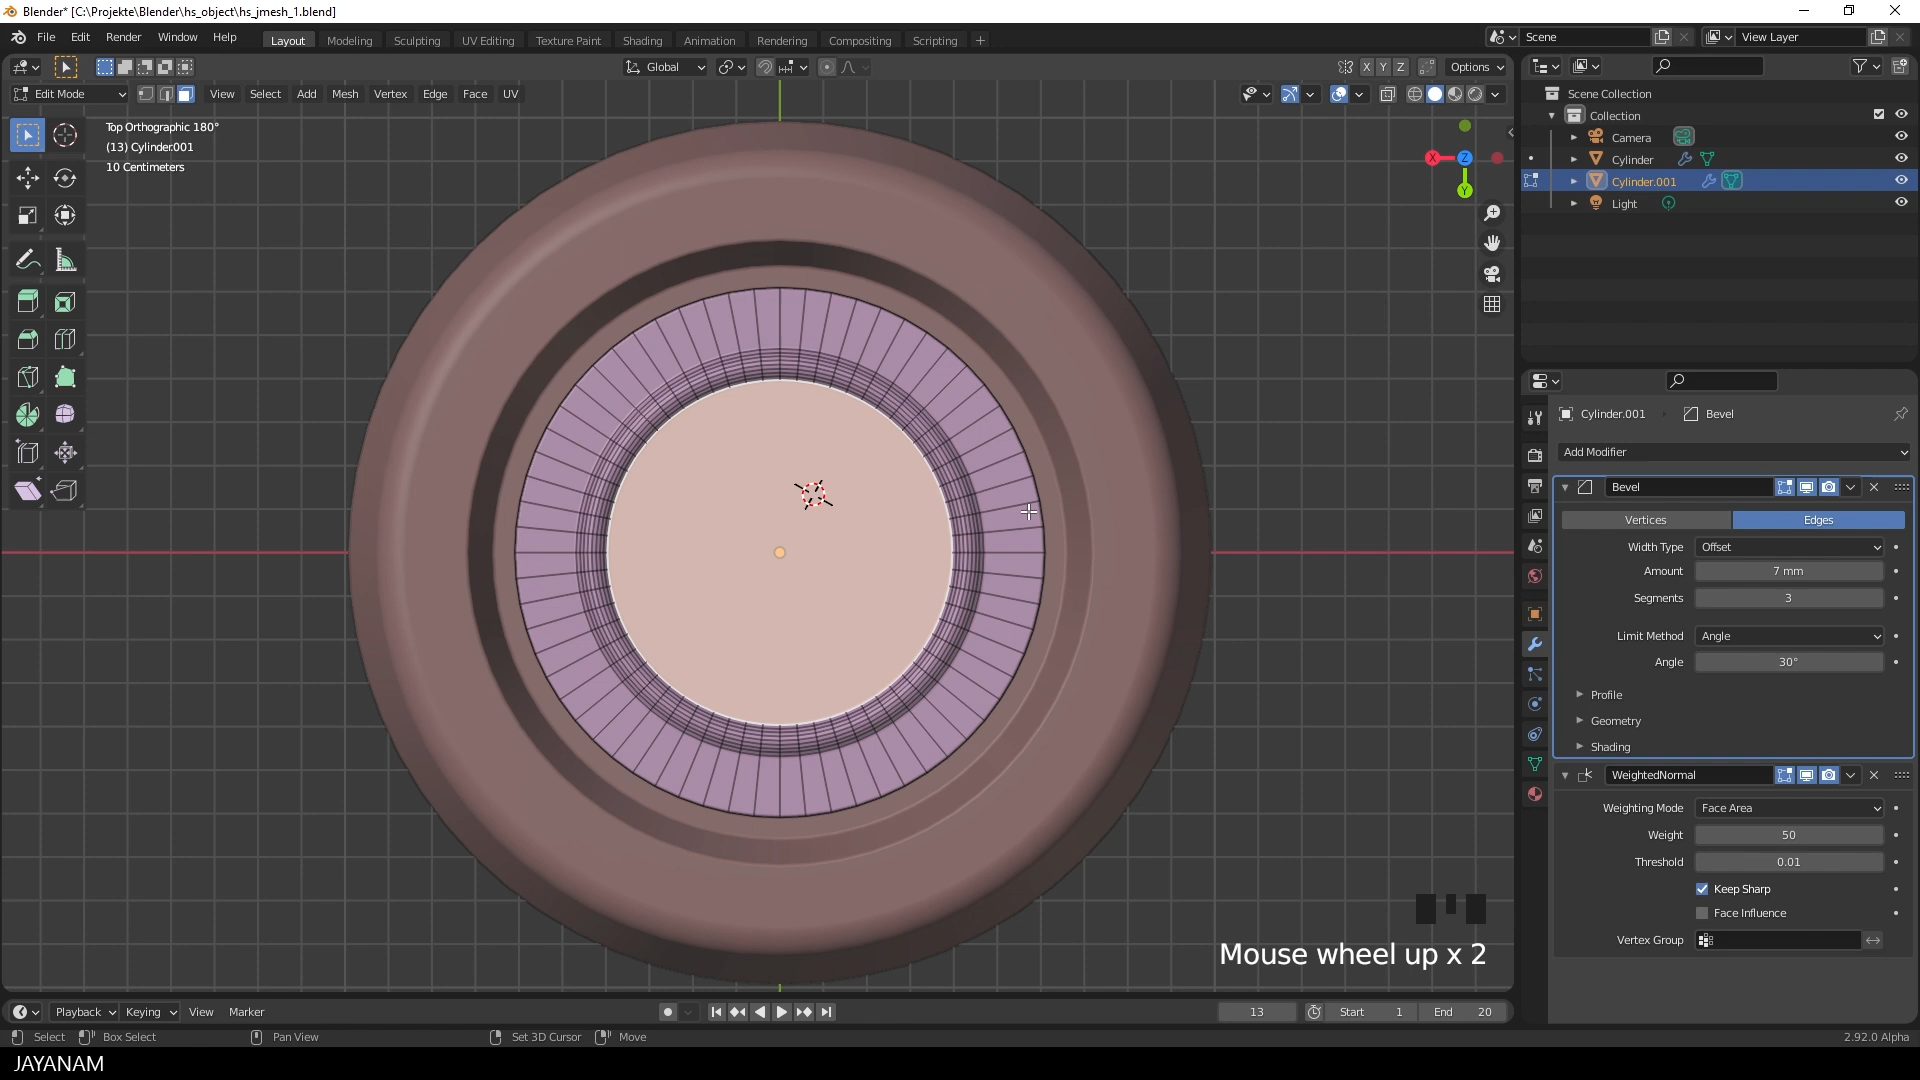 Blender* [C:\Projekte\Blender\hs_object\hs_jmesh_1.blend]
File Edit Render Window Help
Layout Modeling Sculpting UV Editing Texture Paint Shading Animation Rendering Compositing Scripting +
Scene
View Layer
Global
X Y Z
Options
Edit Mode
View Select Add Mesh Vertex Edge Face UV
Top Orthographic 180°
(13) Cylinder.001
10 Centimeters
X
Z
Y
Scene Collection
Collection
Camera
Cylinder
Cylinder.001
Light
Cylinder.001
Bevel
Add Modifier
Bevel
Vertices
Edges
Width Type Offset
Amount 7 mm
Segments 3
Limit Method Angle
Angle 30°
Profile
Geometry
Shading
WeightedNormal
Weighting Mode Face Area
Weight 50
Threshold 0.01
Keep Sharp
Face Influence
Vertex Group
Mouse wheel up x 2
Playback Keying View Marker
13
Start 1
End 20
Select Box Select Pan View Set 3D Cursor Move
2.92.0 Alpha
JAYANAM